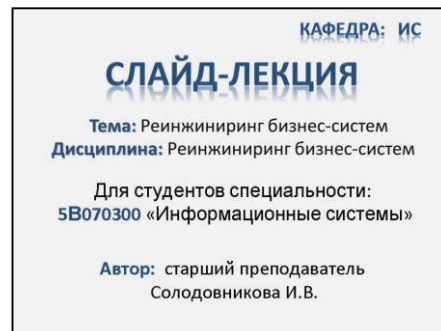 КАФЕДРА: ИС
СЛАЙД-ЛЕКЦИЯ
Тема: Реинжиниринг бизнес-систем
Дисциплина: Реинжиниринг бизнес-систем
Для студентов специальности:
5В070300 «Информационные системы»
Автор: старший преподаватель
Солодовникова И.В.